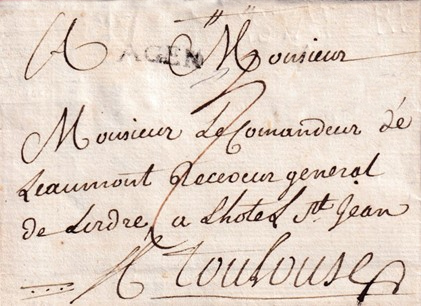 A Monsieur
AGEN
Monsieur Le Comandeur de
Leaumont Receveur general
de Lordre, a Lhotel St Jean
A Toulouse